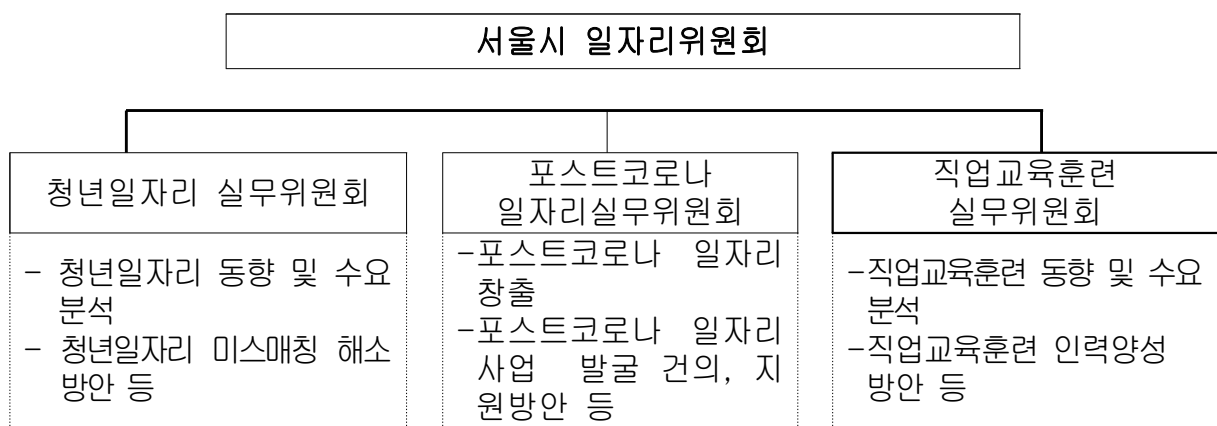 서울시 일자리위원회
청년일자리 실무위원회
- 청년일자리 동향 및 수요
분석
- 청년일자리 미스매칭 해소
방안 등
포스트코로나
일자리실무위원회
-포스트코로나 일자리
창출
-포스트코로나 일자리
사업 발굴 건의, 지
원방안 등
직업교육훈련
실무위원회
-직업교육훈련 동향 및 수요
분석
-직업교육훈련 인력양성
방안 등